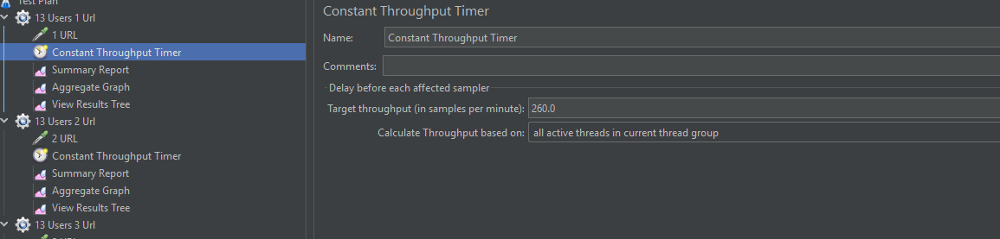 Test Plan
13 Users 1 Url
1 URL
Constant Throughput Timer
Summary Report
Aggregate Graph
View Results Tree
13 Users 2 Url
2 URL
Constant Throughput Timer
Summary Report
Aggregate Graph
View Results Tree
13 Users 3 Url
Constant Throughput Timer
Name: Constant Throughput Timer
Comments:
Delay before each affected sampler
Target throughput (in samples per minute): 260.0
Calculate Throughput based on: all active threads in current thread group